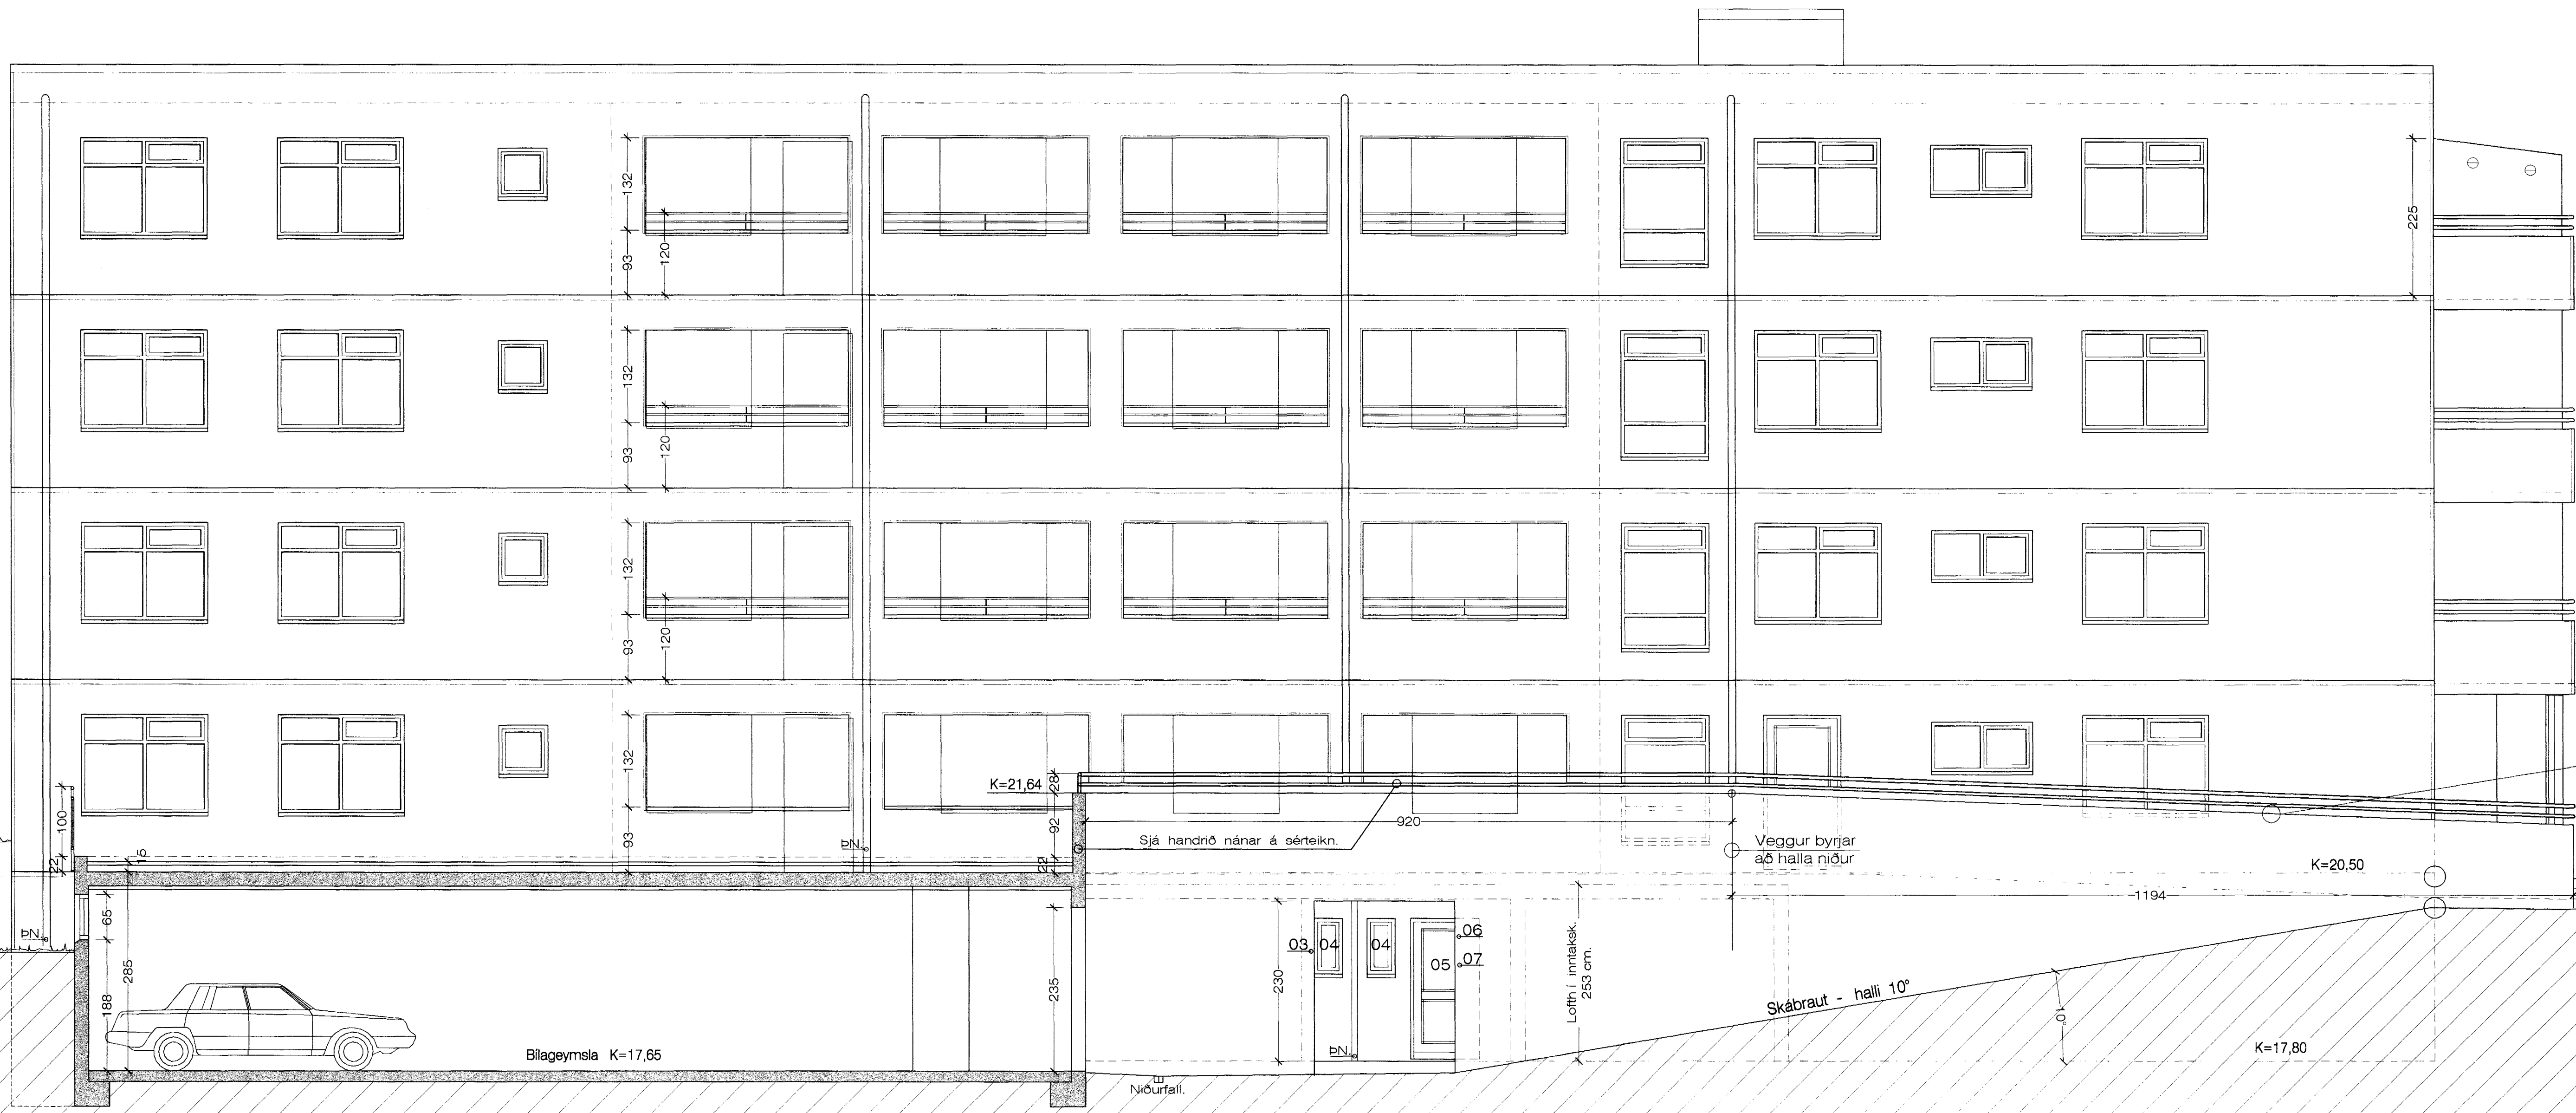 132
93
120
225
132
93
120
132
93
120
132
93
100
22
15
K=21,64
28
92
22
920
Sjá handrið nánar á sérteikn.
ÞN.
Veggur byrjar
að halla niður
K=20,50
1194
ÞN.
65
188
285
235
230
03
04
04
05
06
07
ÞN.
Lofth í inntaksk.
253 cm.
Skábraut - halli 10°
10°
K=17,80
Bílageymsla K=17,65
Niðurfall.